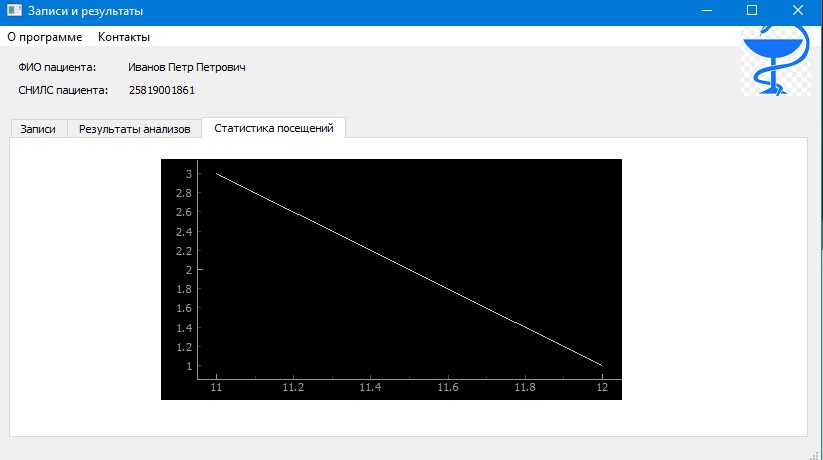 Записи и результаты
О программе Контакты
ФИО пациента: Иванов Петр Петрович
СНИЛС пациента: 25819001861
Записи Результаты анализов Статистика посещений
3
2.8
2.6
2.4
2.2
2
1.8
1.6
1.4
1.2
1
11 11.2 11.4 11.6 11.8 12